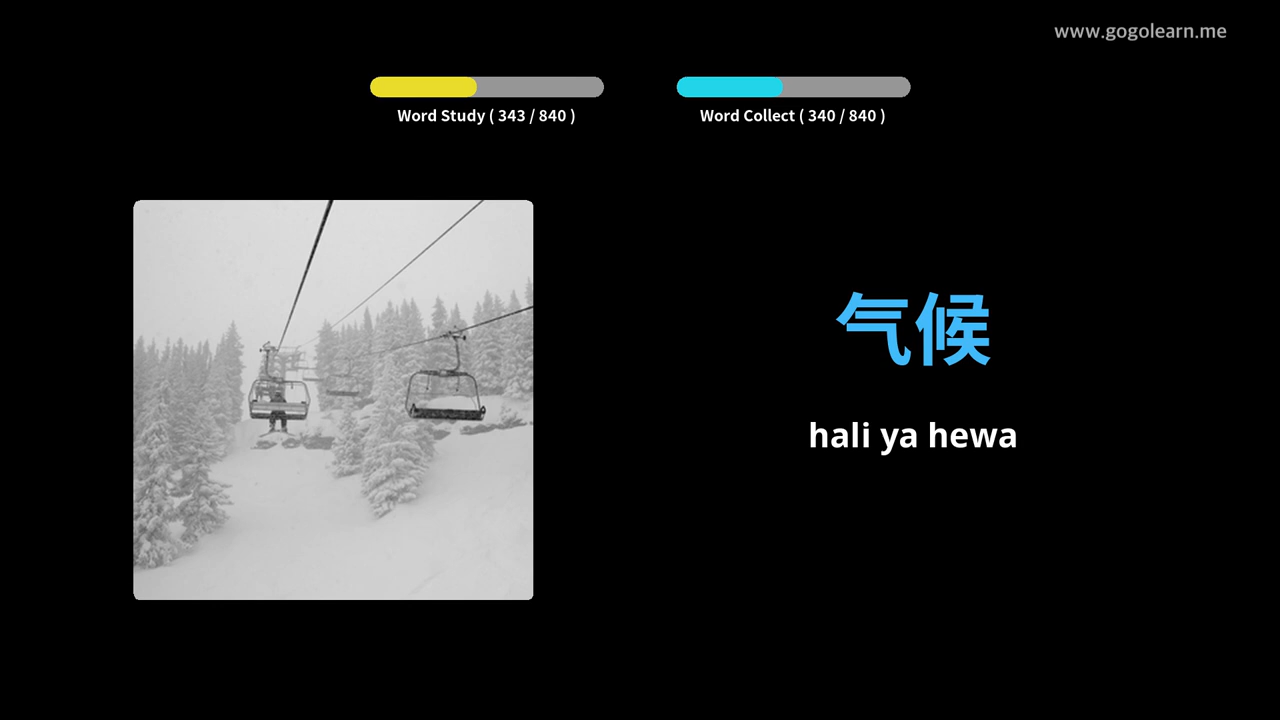 www.gogolearn.me
Word Study ( 343 / 840 )
Word Collect ( 340 / 840 )
气候
hali ya hewa